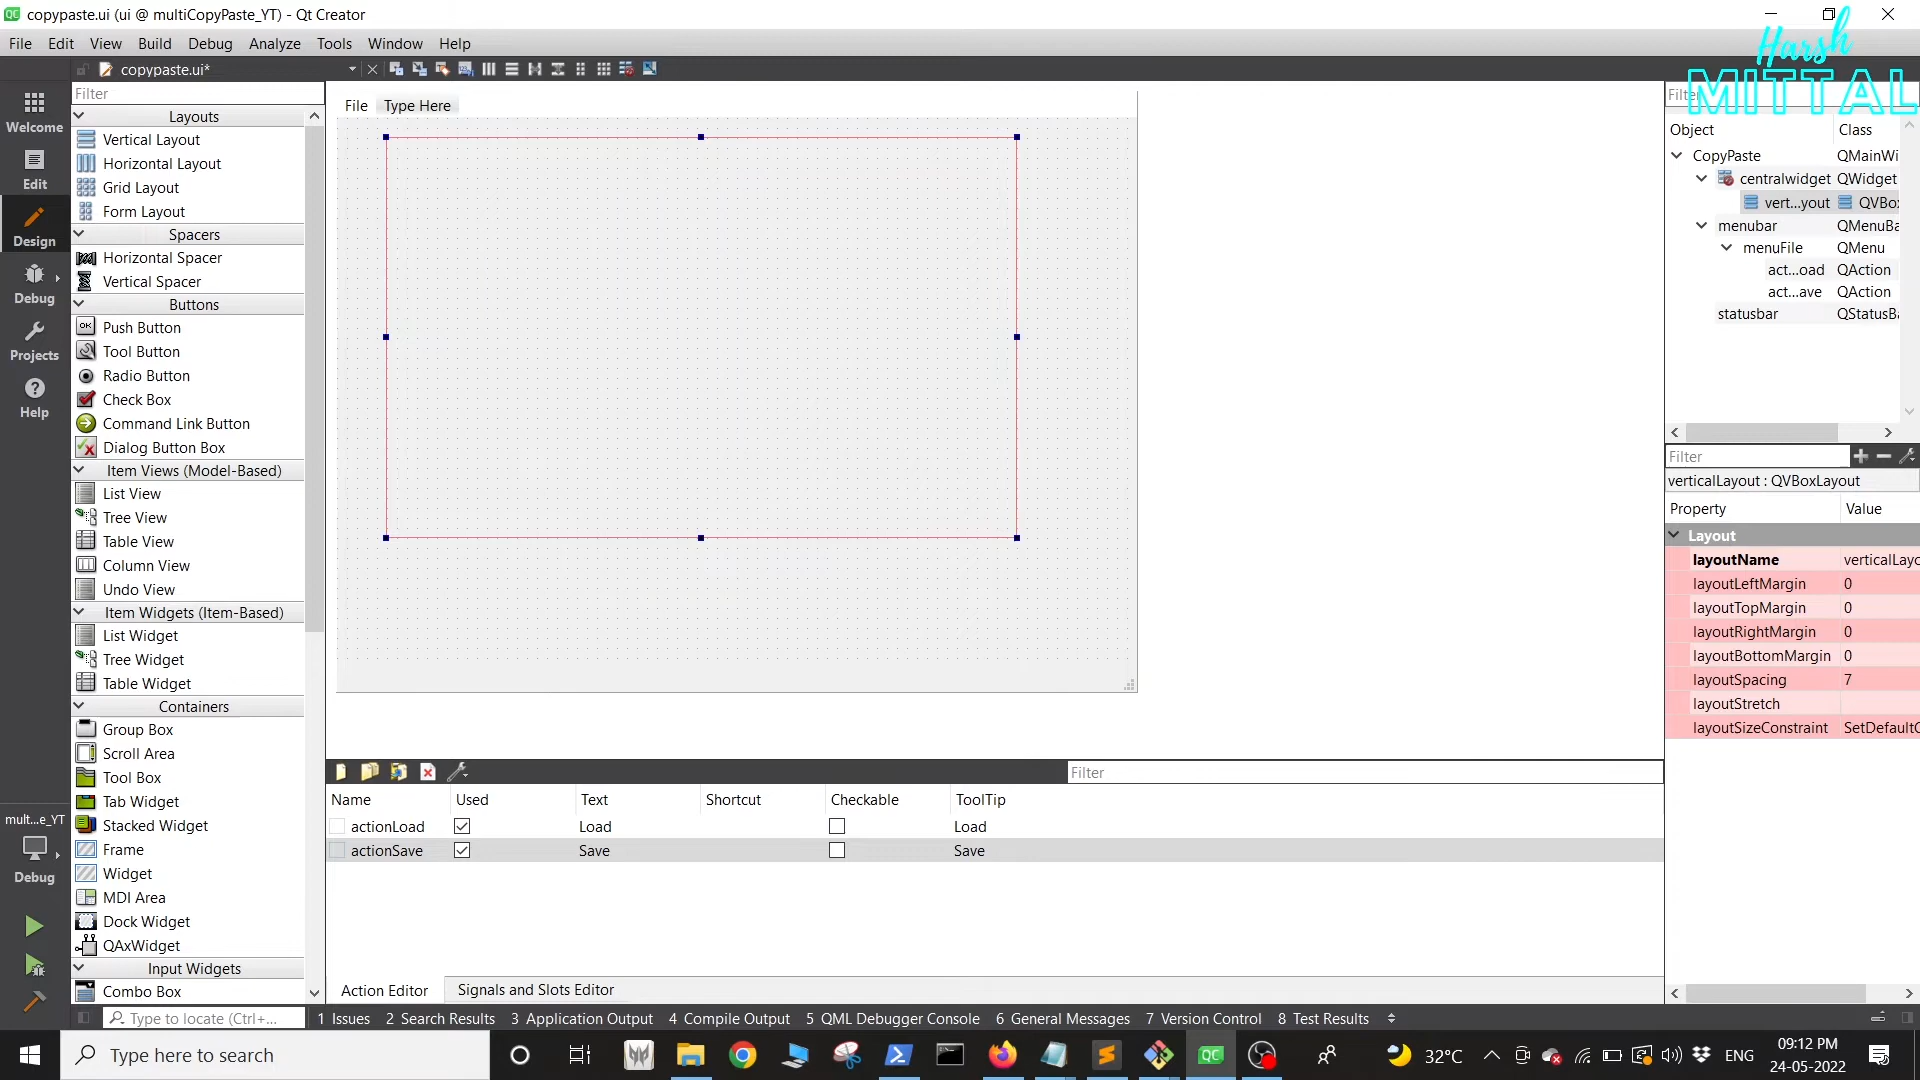 copypaste.ui (ui @ multiCopyPaste_YT) - Qt Creator
Harsh
MITTAL
File Edit View Build Debug Analyze Tools Window Help
copypaste.ui*
Welcome
Edit
Design
Debug
Projects
Help
mult...e_YT
Debug
Filter
Layouts
Vertical Layout
Horizontal Layout
Grid Layout
Form Layout
Spacers
Horizontal Spacer
Vertical Spacer
Buttons
Push Button
Tool Button
Radio Button
Check Box
Command Link Button
Dialog Button Box
Item Views (Model-Based)
List View
Tree View
Table View
Column View
Undo View
Item Widgets (Item-Based)
List Widget
Tree Widget
Table Widget
Containers
Group Box
Scroll Area
Tool Box
Tab Widget
Stacked Widget
Frame
Widget
MDI Area
Dock Widget
QAxWidget
Input Widgets
Combo Box
File Type Here
Filter
Name Used Text Shortcut Checkable ToolTip
actionLoad Load Load
actionSave Save Save
Action Editor Signals and Slots Editor
Filter
Object Class
CopyPaste QMainWi
centralwidget QWidget
vert...yout QVBox
menubar QMenuBa
menuFile QMenu
act...oad QAction
act...ave QAction
statusbar QStatusBa
Filter
verticalLayout : QVBoxLayout
Property Value
Layout
layoutName verticalLayo
layoutLeftMargin 0
layoutTopMargin 0
layoutRightMargin 0
layoutBottomMargin 0
layoutSpacing 7
layoutStretch
layoutSizeConstraint SetDefaultC
Type to locate (Ctrl+... 1 Issues 2 Search Results 3 Application Output 4 Compile Output 5 QML Debugger Console 6 General Messages 7 Version Control 8 Test Results
Type here to search
32°C
ENG
09:12 PM
24-05-2022